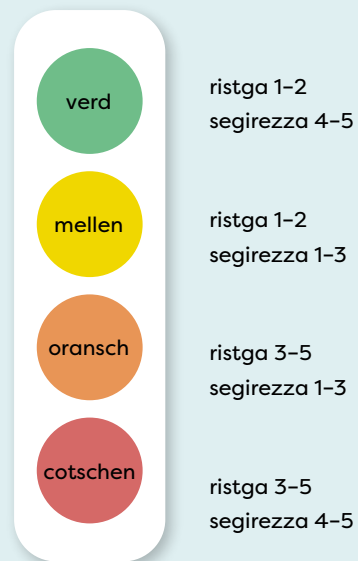 verd
ristga 1–2
segirezza 4–5
mellen
ristga 1–2
segirezza 1–3
oransch
ristga 3–5
segirezza 1–3
cotschen
ristga 3–5
segirezza 4–5